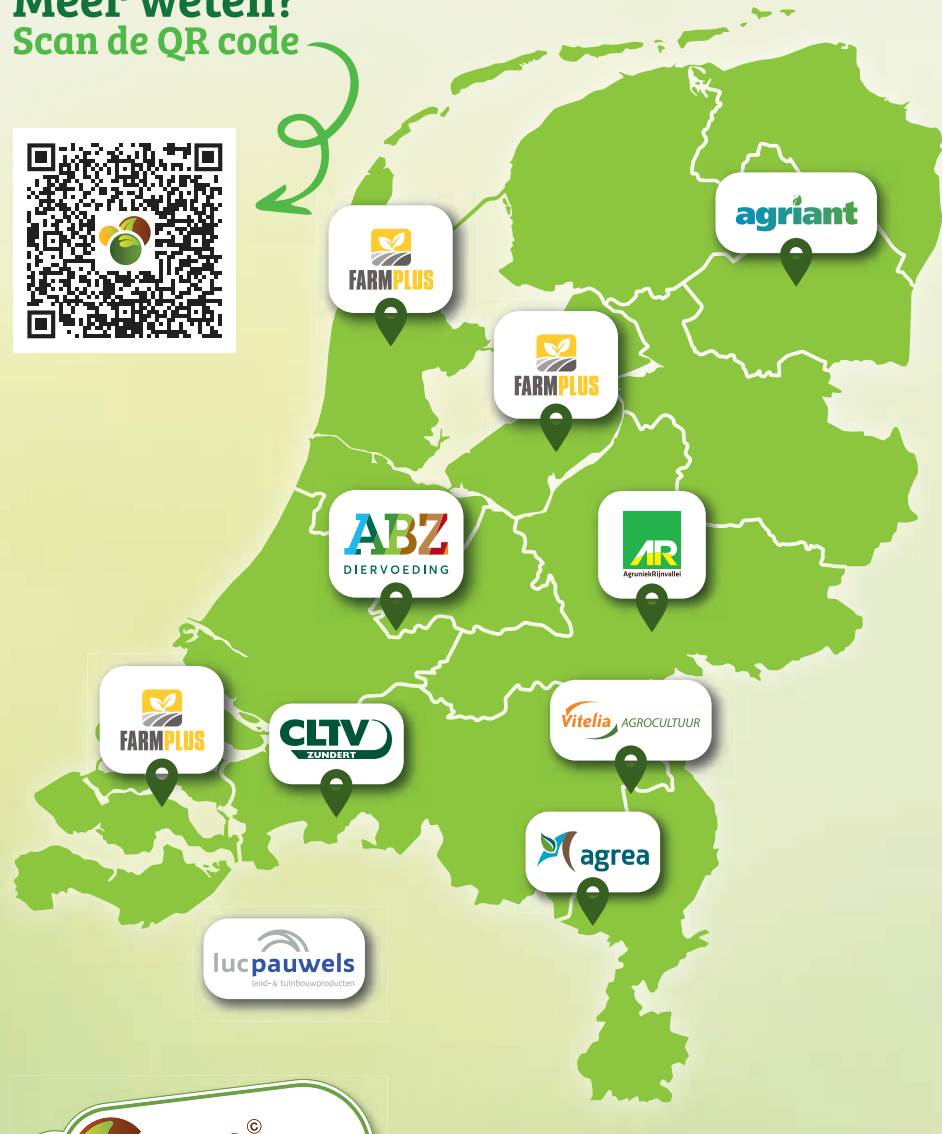 Meer weten?
Scan de QR code
agriant
FARMPLUS
FARMPLUS
ABZ
DIERVOEDING
AR
AgruniekRijnvallei
FARMPLUS
CLTV
ZUNDERT
Vitelia AGROCULTUUR
agrea
lucpauwels
land- & tuinbouwproducten
©